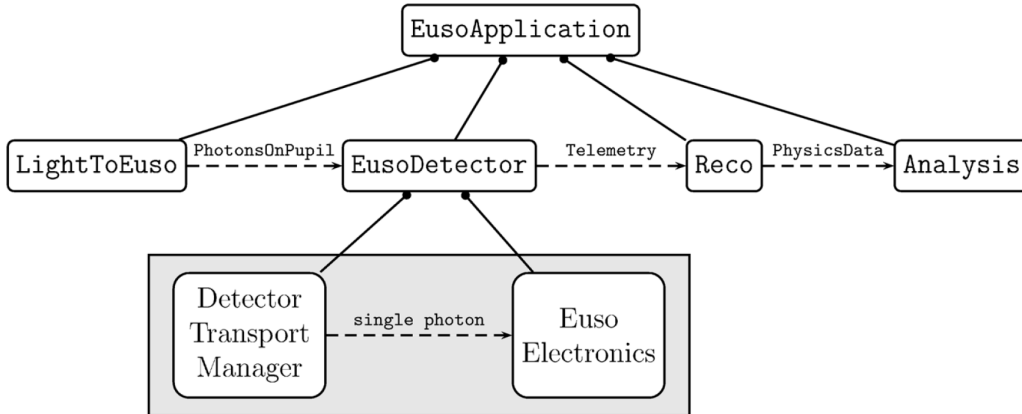 EusoApplication
PhotonsOnPupil
Telemetry
PhysicsData
LightToEuso
EusoDetector
Reco
Analysis
Detector
Transport
Manager
single photon
Euso
Electronics